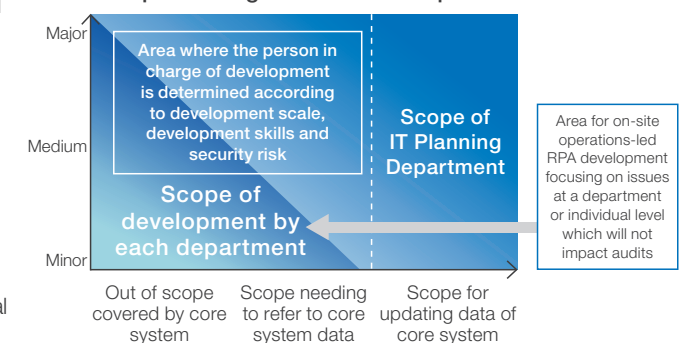 Major
Medium
Minor
Area where the person in
charge of development
is determined according
to development scale,
development skills and
security risk
Scope of
development by
each department
Scope of
IT Planning
Department
Area for on-site
operations-led
RPA development
focusing on issues
at a department
or individual level
which will not
impact audits
Out of scope
covered by core
system
Scope needing
to refer to core
system data
Scope for
updating data of
core system